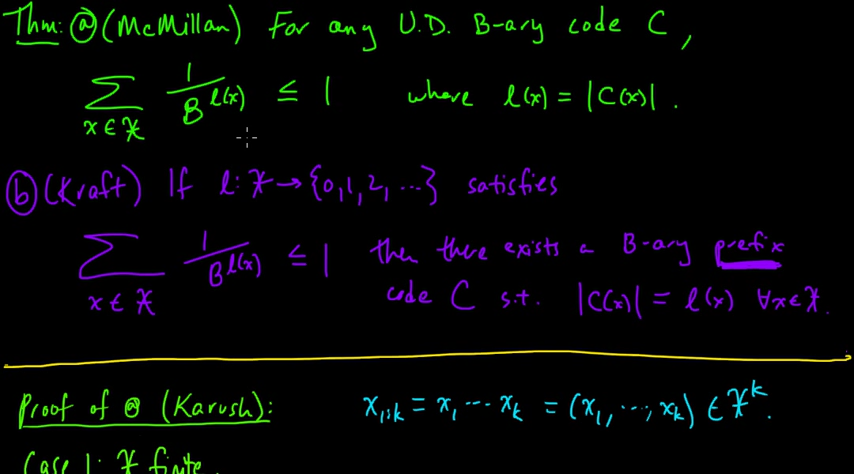 Thm: ⓐ (McMillan) For any U.D. B-ary code C,
∑_{x∈𝒳} 1/B^{l(x)} ≤ 1 where l(x) = |C(x)|.
ⓑ (Kraft) If l: 𝒳 → {0, 1, 2, ...} satisfies
∑_{x∈𝒳} 1/B^{l(x)} ≤ 1 then there exists a B-ary prefix
code C s.t. |C(x)| = l(x) ∀x∈𝒳.
Proof of ⓐ (Karush): x_{1:k} = x_1 ... x_k = (x_1, ..., x_k) ∈ 𝒳^k.
Case 1: 𝒳 finite.